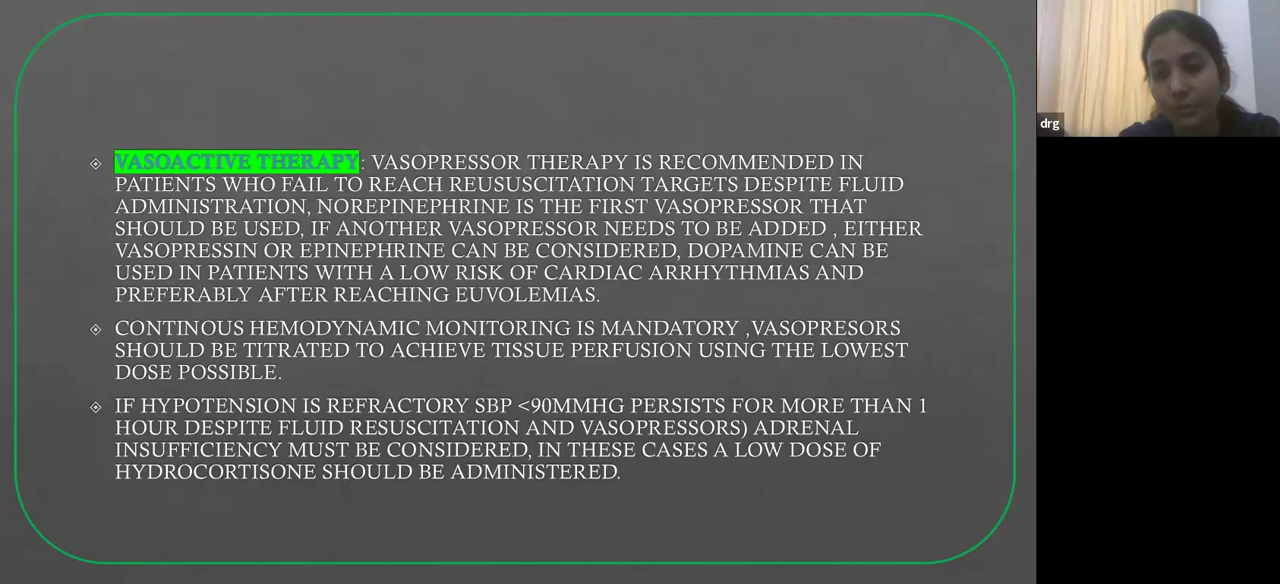 VASOACTIVE THERAPY: VASOPRESSOR THERAPY IS RECOMMENDED IN
PATIENTS WHO FAIL TO REACH REUSUSCITATION TARGETS DESPITE FLUID
ADMINISTRATION, NOREPINEPHRINE IS THE FIRST VASOPRESSOR THAT
SHOULD BE USED, IF ANOTHER VASOPRESSOR NEEDS TO BE ADDED , EITHER
VASOPRESSIN OR EPINEPHRINE CAN BE CONSIDERED, DOPAMINE CAN BE
USED IN PATIENTS WITH A LOW RISK OF CARDIAC ARRHYTHMIAS AND
PREFERABLY AFTER REACHING EUVOLEMIAS.
CONTINOUS HEMODYNAMIC MONITORING IS MANDATORY ,VASOPRESORS
SHOULD BE TITRATED TO ACHIEVE TISSUE PERFUSION USING THE LOWEST
DOSE POSSIBLE.
IF HYPOTENSION IS REFRACTORY SBP <90MMHG PERSISTS FOR MORE THAN 1
HOUR DESPITE FLUID RESUSCITATION AND VASOPRESSORS) ADRENAL
INSUFFICIENCY MUST BE CONSIDERED, IN THESE CASES A LOW DOSE OF
HYDROCORTISONE SHOULD BE ADMINISTERED.
drg